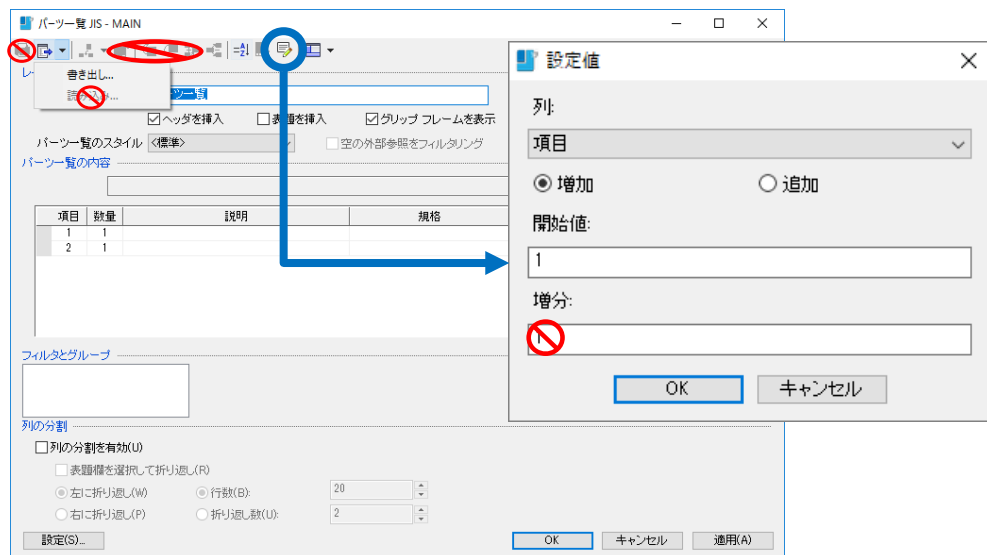 パーツ一覧 JIS - MAIN
書き出し...
ツ一覧
ヘッダを挿入
表題を挿入
グリップ フレームを表示
パーツ一覧のスタイル
<標準>
空の外部参照をフィルタリング
パーツ一覧の内容
項目 数量 説明 規格
1 1
2 1
フィルタとグループ
列の分割
列の分割を有効(U)
表題欄を選択して折り返し(R)
左に折り返し(W)
行数(B):
20
右に折り返し(P)
折り返し数(U):
2
設定(S)...
OK
キャンセル
適用(A)
設定値
列:
項目
増加
追加
開始値:
1
増分:
OK
キャンセル